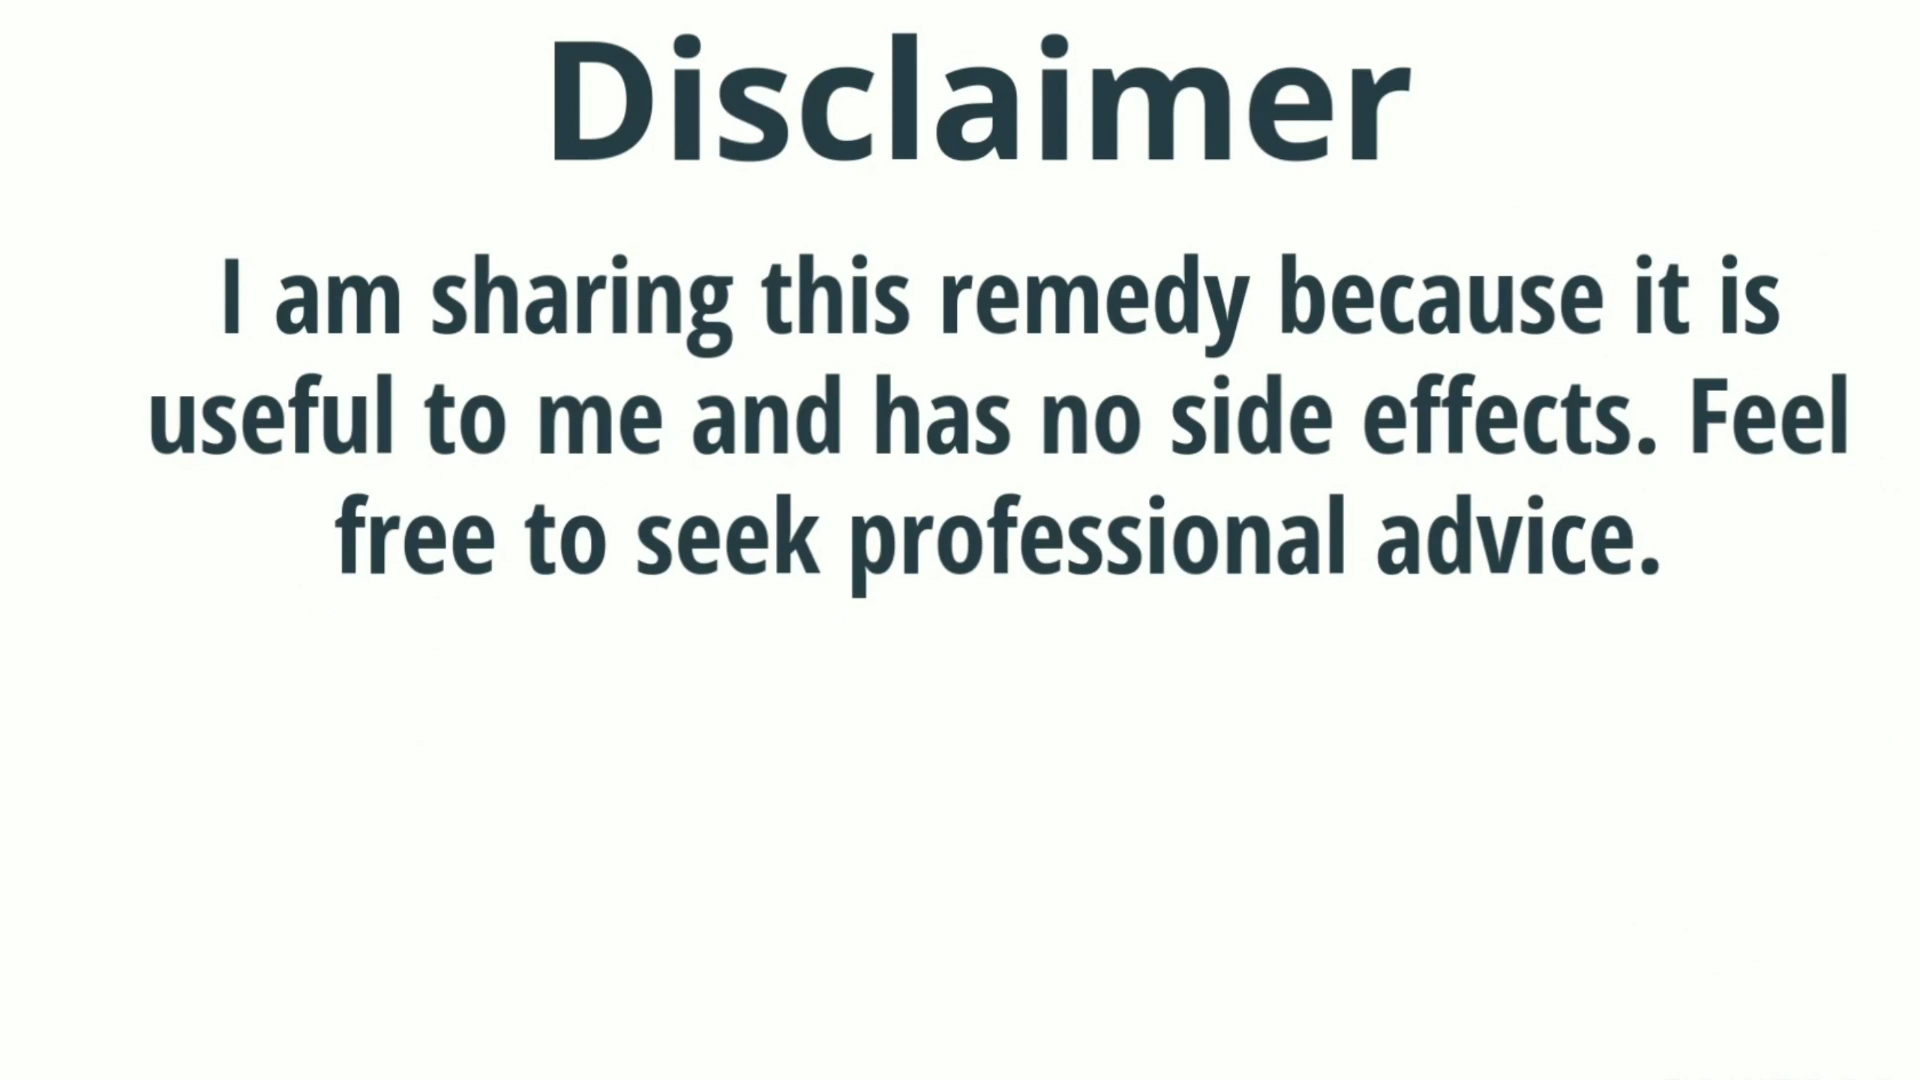 Disclaimer
I am sharing this remedy because it is
useful to me and has no side effects. Feel
free to seek professional advice.